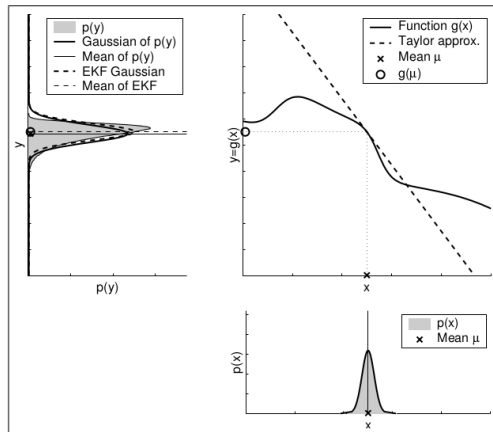 p(y)
Gaussian of p(y)
Mean of p(y)
EKF Gaussian
Mean of EKF
y
p(y)
Function g(x)
Taylor approx.
Mean μ
g(μ)
y=g(x)
x
p(x)
Mean μ
p(x)
x